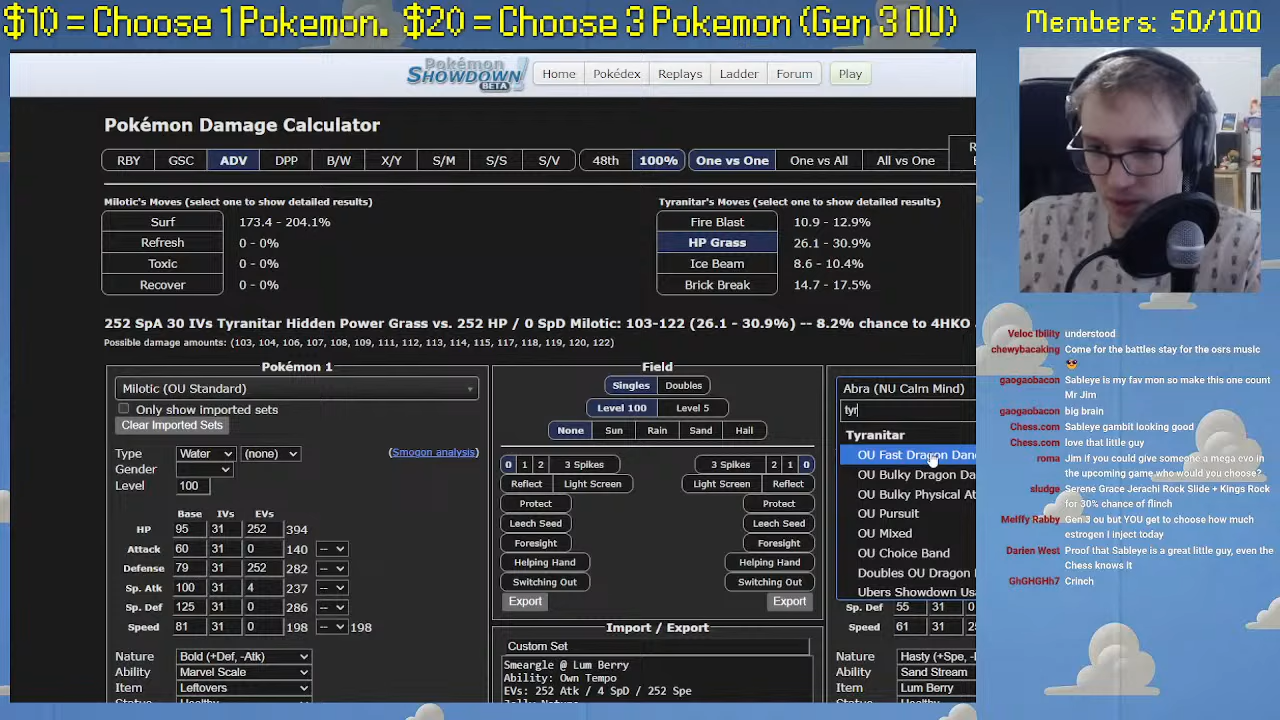 $10 = Choose 1 Pokemon. $20 = Choose 3 Pokemon (Gen 3 OU)
Members: 50/100
Pokémon
SHOWDOWN!
BETA
Home
Pokédex
Replays
Ladder
Forum
Play
Pokémon Damage Calculator
RBY
GSC
ADV
DPP
B/W
X/Y
S/M
S/S
S/V
48th
100%
One vs One
One vs All
All vs One
Milotic's Moves (select one to show detailed results)
Surf 173.4 - 204.1%
Refresh 0 - 0%
Toxic 0 - 0%
Recover 0 - 0%
Tyranitar's Moves (select one to show detailed results)
Fire Blast 10.9 - 12.9%
HP Grass 26.1 - 30.9%
Ice Beam 8.6 - 10.4%
Brick Break 14.7 - 17.5%
252 SpA 30 IVs Tyranitar Hidden Power Grass vs. 252 HP / 0 SpD Milotic: 103-122 (26.1 - 30.9%) -- 8.2% chance to 4HKO
Possible damage amounts: (103, 104, 106, 107, 108, 109, 111, 112, 113, 114, 115, 117, 118, 119, 120, 122)
Pokémon 1
Milotic (OU Standard)
Only show imported sets
Clear Imported Sets
Type Water (none)
(Smogon analysis)
Gender
Level 100
Base IVs EVs
HP 95 31 252 394
Attack 60 31 0 140 --
Defense 79 31 252 282 --
Sp. Atk 100 31 4 237 --
Sp. Def 125 31 0 286 --
Speed 81 31 0 198 -- 198
Nature Bold (+Def, -Atk)
Ability Marvel Scale
Item Leftovers
Field
Singles Doubles
Level 100 Level 5
None Sun Rain Sand Hail
0 1 2 3 Spikes
3 Spikes 2 1 0
Reflect Light Screen
Light Screen Reflect
Protect Protect
Leech Seed Leech Seed
Foresight Foresight
Helping Hand Helping Hand
Switching Out Switching Out
Export Export
Import / Export
Custom Set
Smeargle @ Lum Berry
Ability: Own Tempo
EVs: 252 Atk / 4 SpD / 252 Spe
Abra (NU Calm Mind)
tyr
Tyranitar
OU Fast Dragon Dan
OU Bulky Dragon Da
OU Bulky Physical At
OU Pursuit
OU Mixed
OU Choice Band
Doubles OU Dragon
Ubers Showdown Us
Sp. Def 55 31 0
Speed 61 31 25
Nature Hasty (+Spe, -
Ability Sand Stream
Item Lum Berry
Veloc Ibility understood
chewybacaking Come for the battles stay for the osrs music
gaogaobacon Sableye is my fav mon so make this one count
Mr Jim
gaogaobacon big brain
Chess.com Sableye gambit looking good
Chess.com love that little guy
roma Jim if you could give someone a mega evo in
the upcoming game who would you choose?
sludge Serene Grace Jerachi Rock Slide + Kings Rock
for 30% chance of flinch
Melffy Rabby Gen 3 ou but YOU get to choose how much
estrogen I inject today
Darien West Proof that Sableye is a great little guy, even the
Chess knows it
GhGHGHh7 Crinch